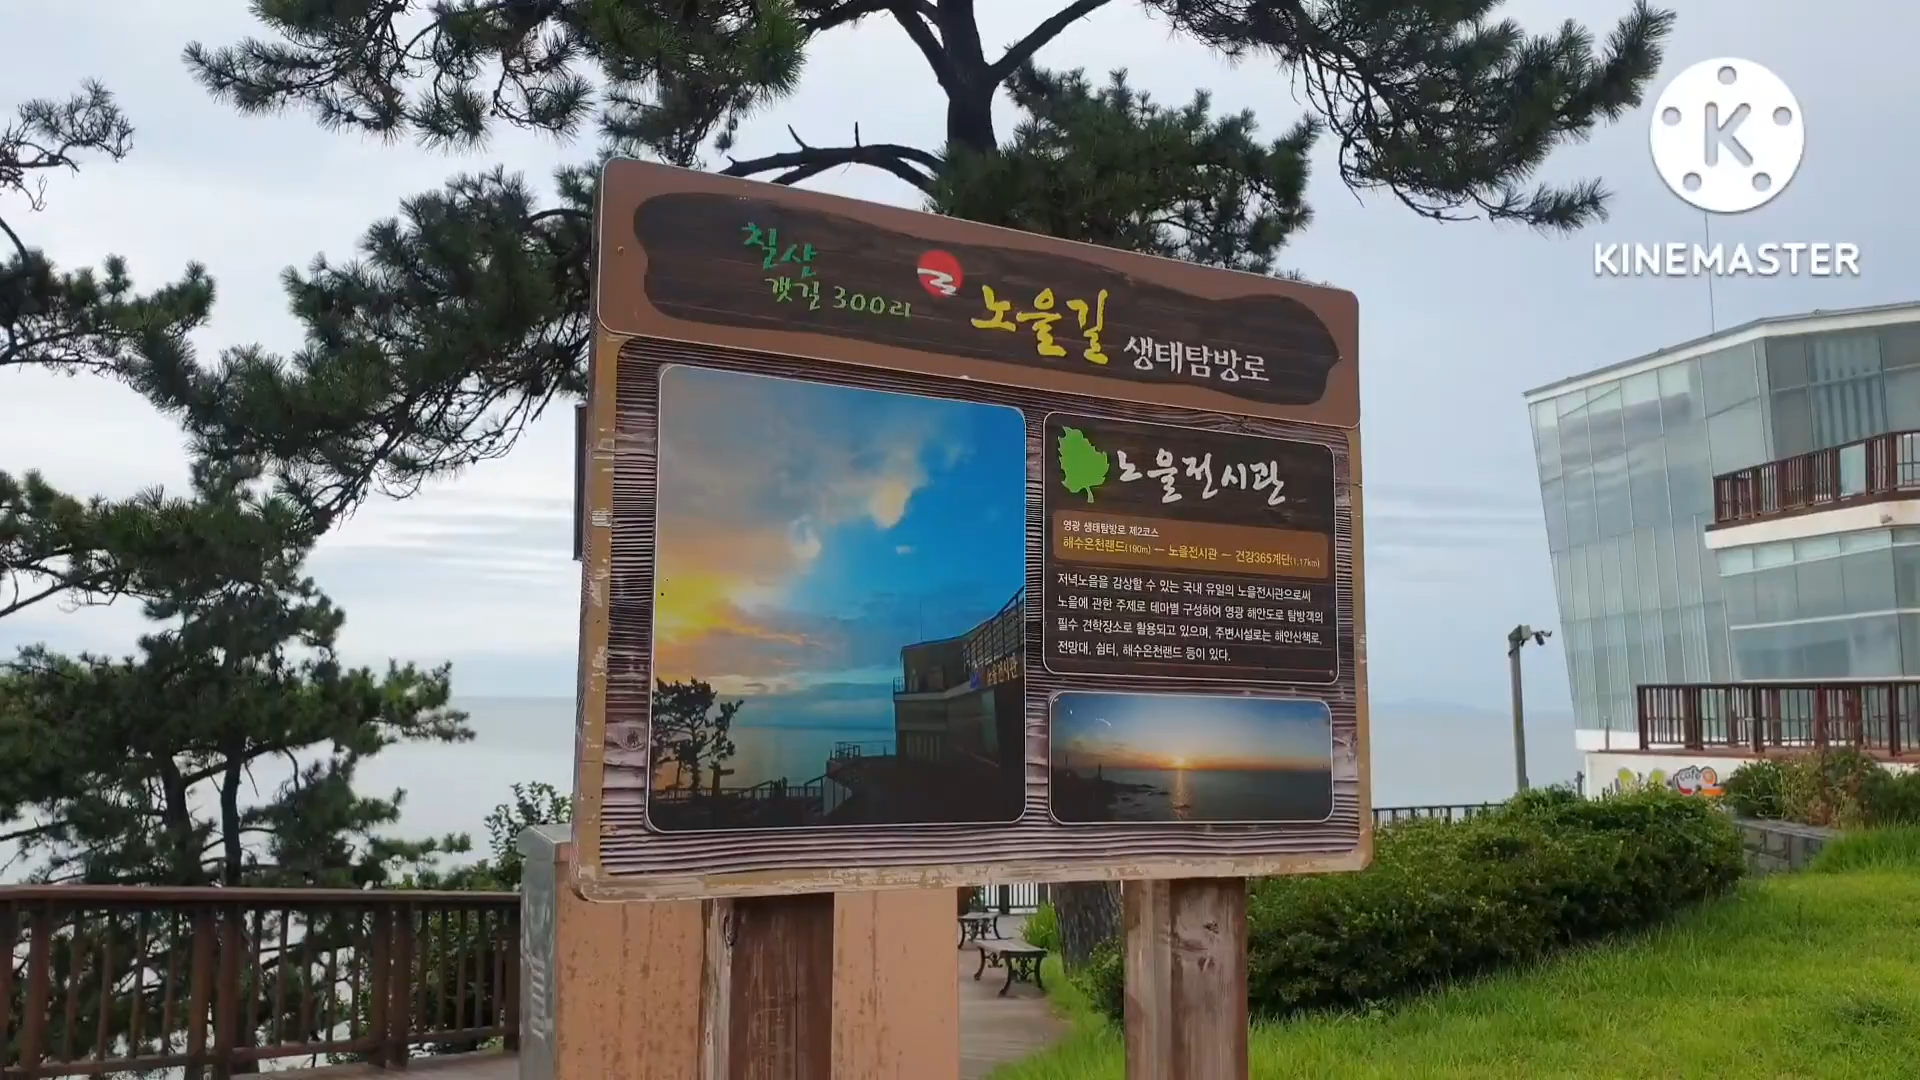 칠산
갯길 300리
노을길 생태탐방로
노을전시관
영광 생태탐방로 제2코스
해수온천랜드(190m) ─ 노을전시관 ─ 건강365계단(1.17km)
저녁노을을 감상할 수 있는 국내 유일의 노을전시관으로써
노을에 관한 주제로 테마별 구성하여 영광 해안도로 탐방객의
필수 견학장소로 활용되고 있으며, 주변시설로는 해안산책로,
전망대, 쉼터, 해수온천랜드 등이 있다.
노을전시관
K
KINEMASTER
cafe